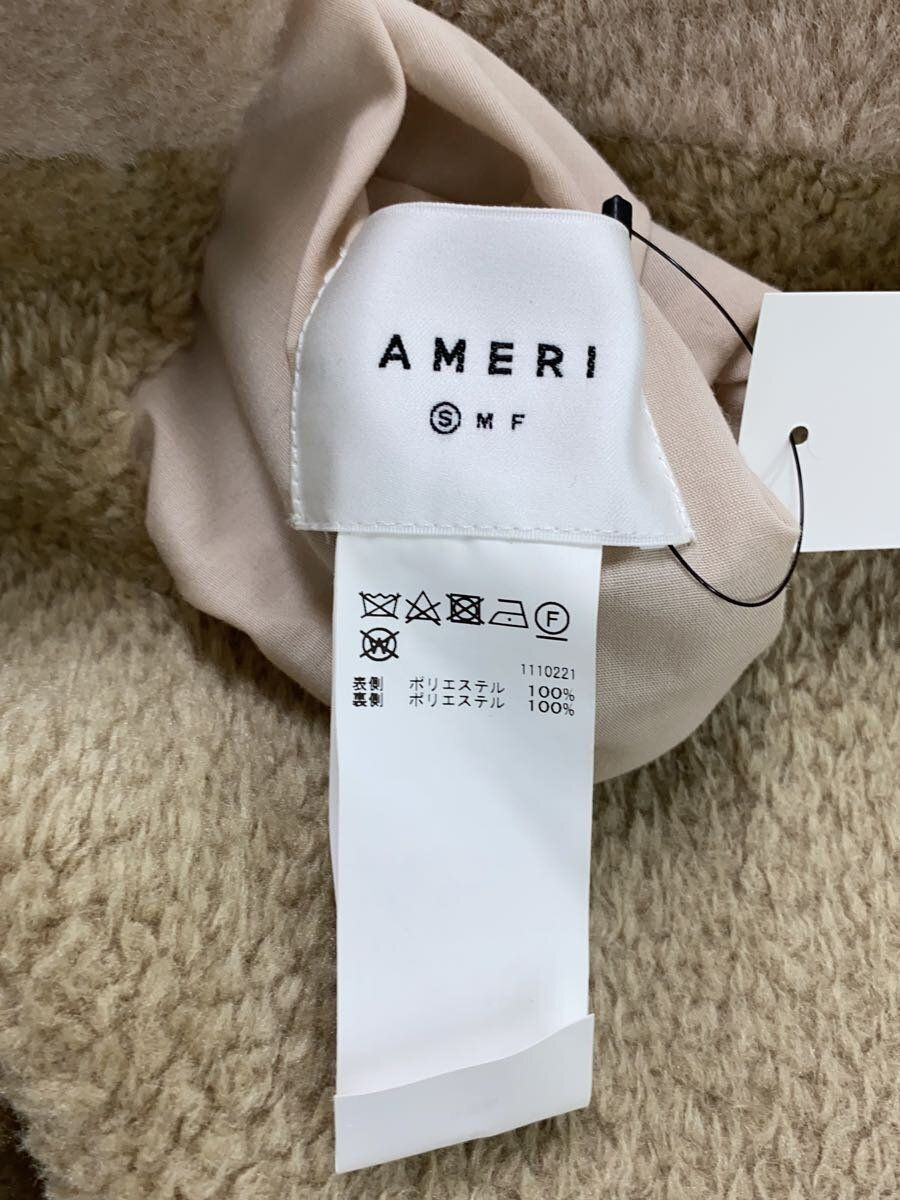 AMERI
Ⓢ M F
F
W
1110221
表側 ポリエステル 100%
裏側 ポリエステル 100%